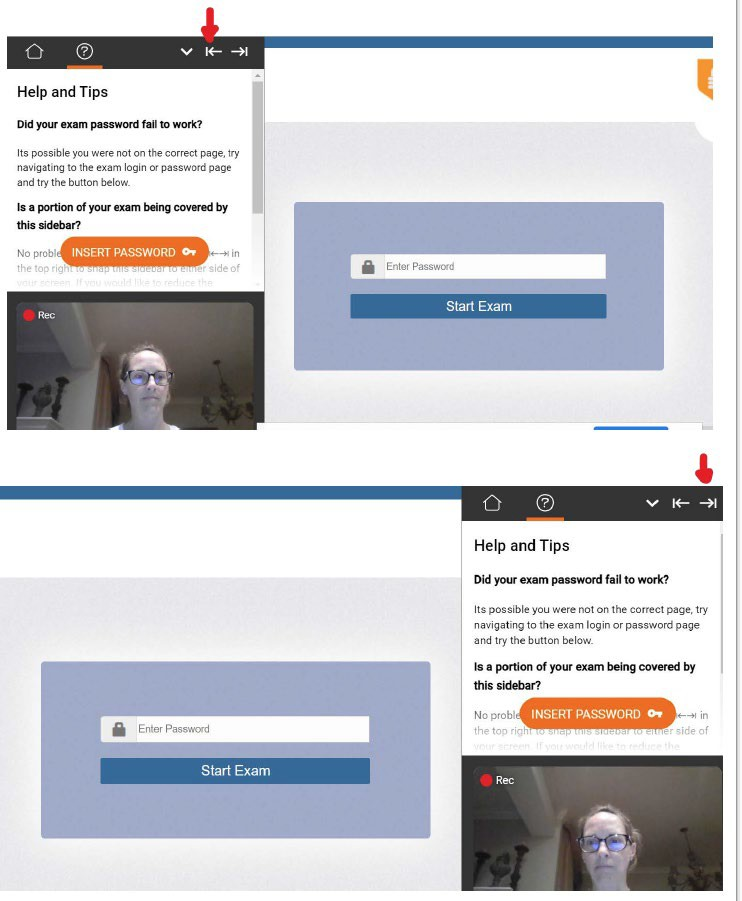 Help and Tips
Did your exam password fail to work?
Its possible you were not on the correct page, try
navigating to the exam login or password page
and try the button below.
Is a portion of your exam being covered by
this sidebar?
No proble
INSERT PASSWORD
in
the top right to snap this sidebar to either side of
your screen. If you would like to reduce the
Rec
Enter Password
Start Exam
Help and Tips
Did your exam password fail to work?
Its possible you were not on the correct page, try
navigating to the exam login or password page
and try the button below.
Is a portion of your exam being covered by
this sidebar?
No proble
INSERT PASSWORD
in
the top right to snap this sidebar to either side of
your screen. If you would like to reduce the
Rec
Enter Password
Start Exam